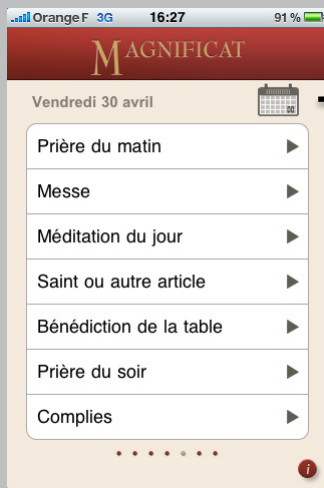 Orange F 3G 16:27 91 %
MAGNIFICAT
Vendredi 30 avril
Prière du matin
Messe
Méditation du jour
Saint ou autre article
Bénédiction de la table
Prière du soir
Complies
i